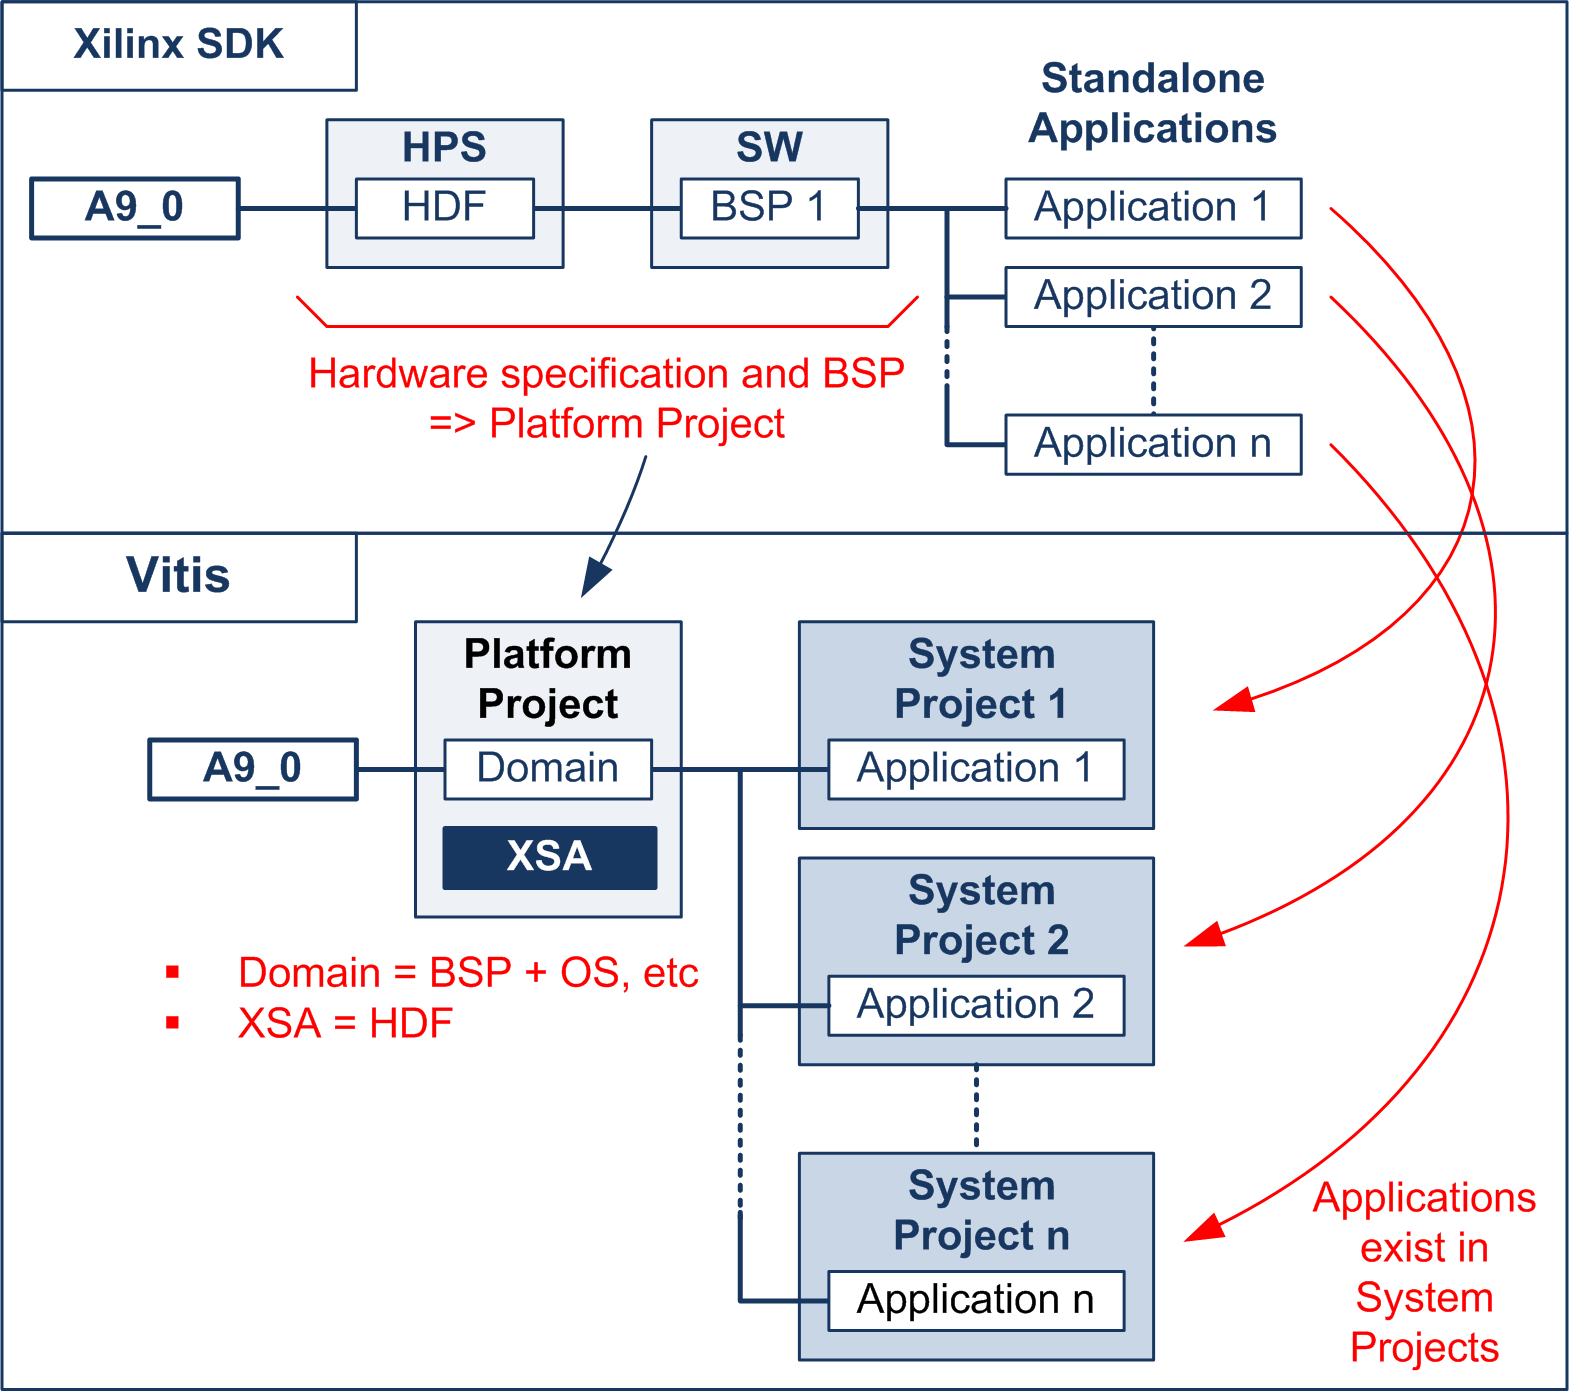 Xilinx SDK
Standalone
Applications
HPS
SW
A9_0
HDF
BSP 1
Application 1
Application 2
Application n
Hardware specification and BSP
=> Platform Project
Vitis
Platform
Project
System
Project 1
A9_0
Domain
Application 1
XSA
System
Project 2
Application 2
▪ Domain = BSP + OS, etc
▪ XSA = HDF
System
Project n
Application n
Applications
exist in
System
Projects